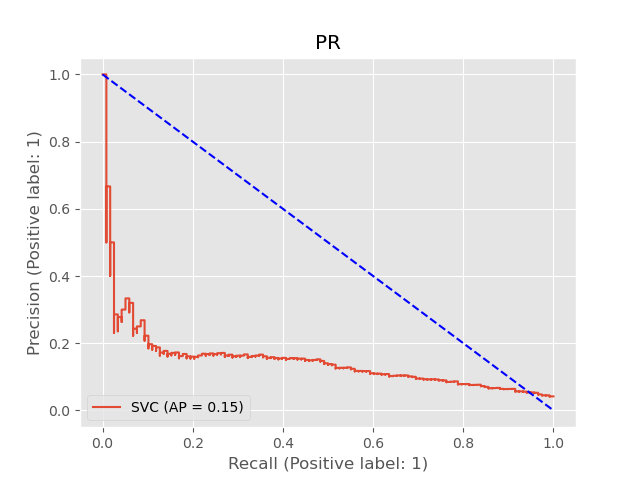 PR
Precision (Positive label: 1)
1.0
0.8
0.6
0.4
0.2
0.0
SVC (AP = 0.15)
0.0 0.2 0.4 0.6 0.8 1.0
Recall (Positive label: 1)